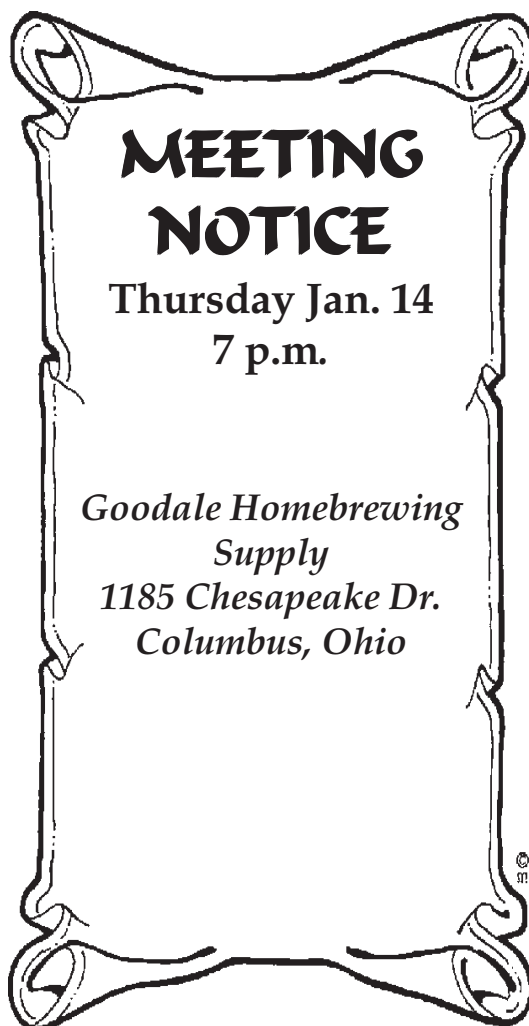 MEETING
NOTICE
Thursday Jan. 14
7 p.m.
Goodale Homebrewing
Supply
1185 Chesapeake Dr.
Columbus, Ohio
©